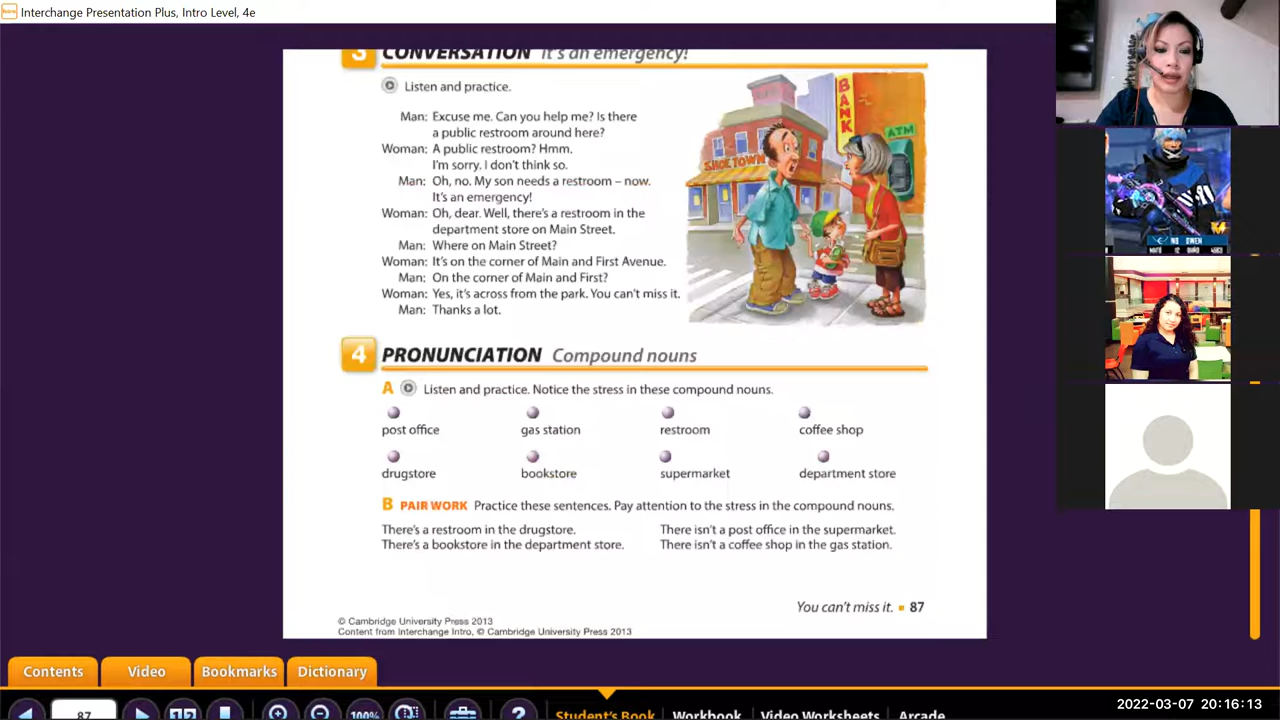 Interchange Presentation Plus, Intro Level, 4e
3 CONVERSATION It's an emergency!
Listen and practice.
Man: Excuse me. Can you help me? Is there
a public restroom around here?
Woman: A public restroom? Hmm.
I'm sorry. I don't think so.
Man: Oh, no. My son needs a restroom – now.
It's an emergency!
Woman: Oh, dear. Well, there's a restroom in the
department store on Main Street.
Man: Where on Main Street?
Woman: It's on the corner of Main and First Avenue.
Man: On the corner of Main and First?
Woman: Yes, it's across from the park. You can't miss it.
Man: Thanks a lot.
BANK
ATM
SHOE TOWN
4 PRONUNCIATION Compound nouns
A Listen and practice. Notice the stress in these compound nouns.
post office gas station restroom coffee shop
drugstore bookstore supermarket department store
B PAIR WORK Practice these sentences. Pay attention to the stress in the compound nouns.
There's a restroom in the drugstore. There isn't a post office in the supermarket.
There's a bookstore in the department store. There isn't a coffee shop in the gas station.
You can't miss it. 87
© Cambridge University Press 2013
Content from Interchange Intro, © Cambridge University Press 2013
Contents Video Bookmarks Dictionary
87 100% ? Student's Book Workbook Video Worksheets Arcade
2022-03-07 20:16:13